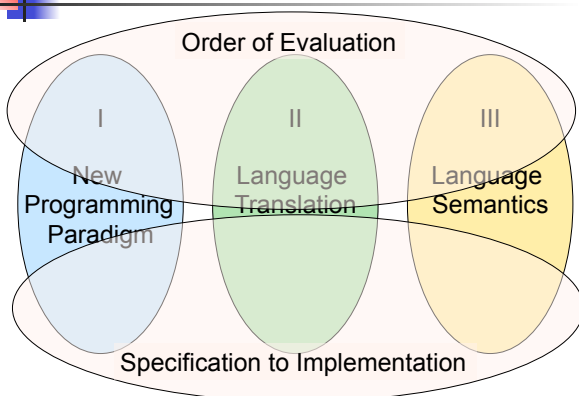 Order of Evaluation
I
II
III
New
Programming
Paradigm
Language
Translation
Language
Semantics
Specification to Implementation